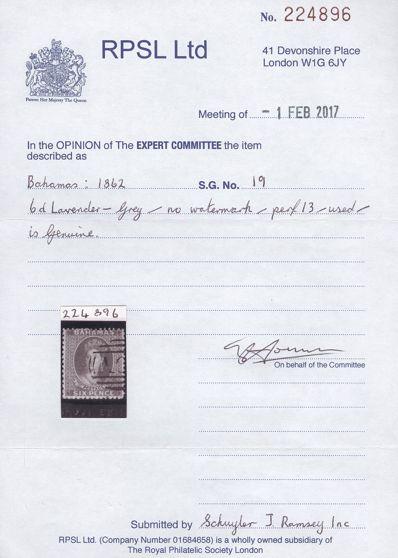 No. 224896
RPSL Ltd
41 Devonshire Place
London W1G 6JY
Patron: Her Majesty The Queen
Meeting of - 1 FEB 2017
In the OPINION of The EXPERT COMMITTEE the item
described as
Bahamas: 1862 S.G. No. 19
6d Lavender-Grey / no watermark / perf 13 / used /
is Genuine.
224896
BAHAMAS
SIX PENCE
On behalf of the Committee
Submitted by Schuyler J Ramsey Inc
RPSL Ltd. (Company Number 01684658) is a wholly owned subsidiary of
The Royal Philatelic Society London